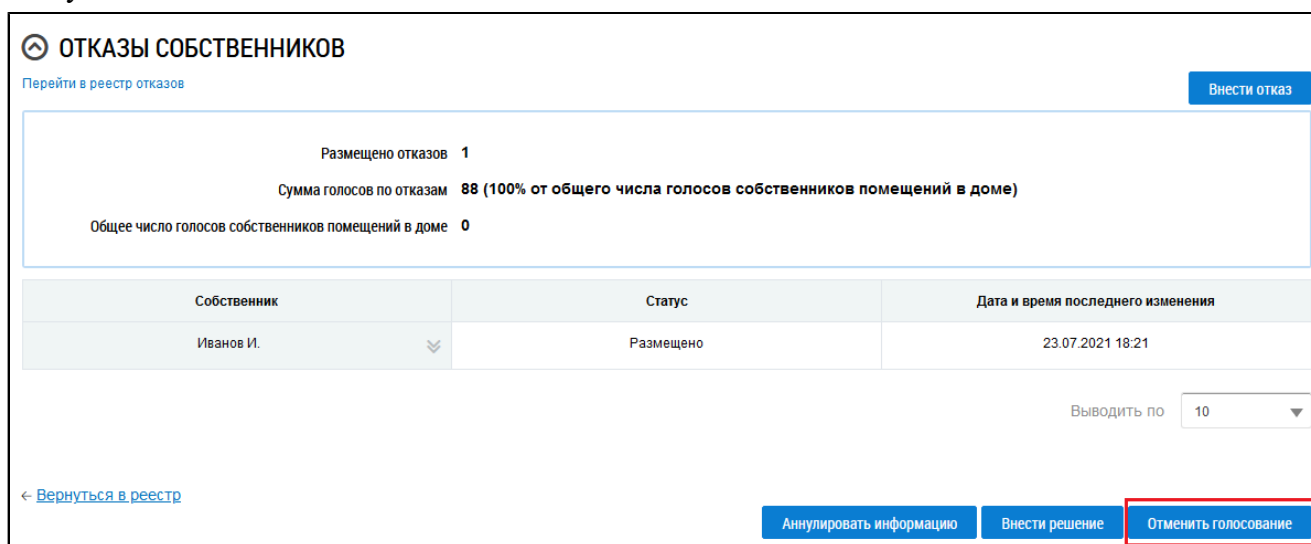 ОТКАЗЫ СОБСТВЕННИКОВ
Перейти в реестр отказов
Внести отказ
Размещено отказов 1
Сумма голосов по отказам 88 (100% от общего числа голосов собственников помещений в доме)
Общее число голосов собственников помещений в доме 0
Собственник Статус Дата и время последнего изменения
Иванов И. Размещено 23.07.2021 18:21
Выводить по 10
← Вернуться в реестр
Аннулировать информацию Внести решение Отменить голосование